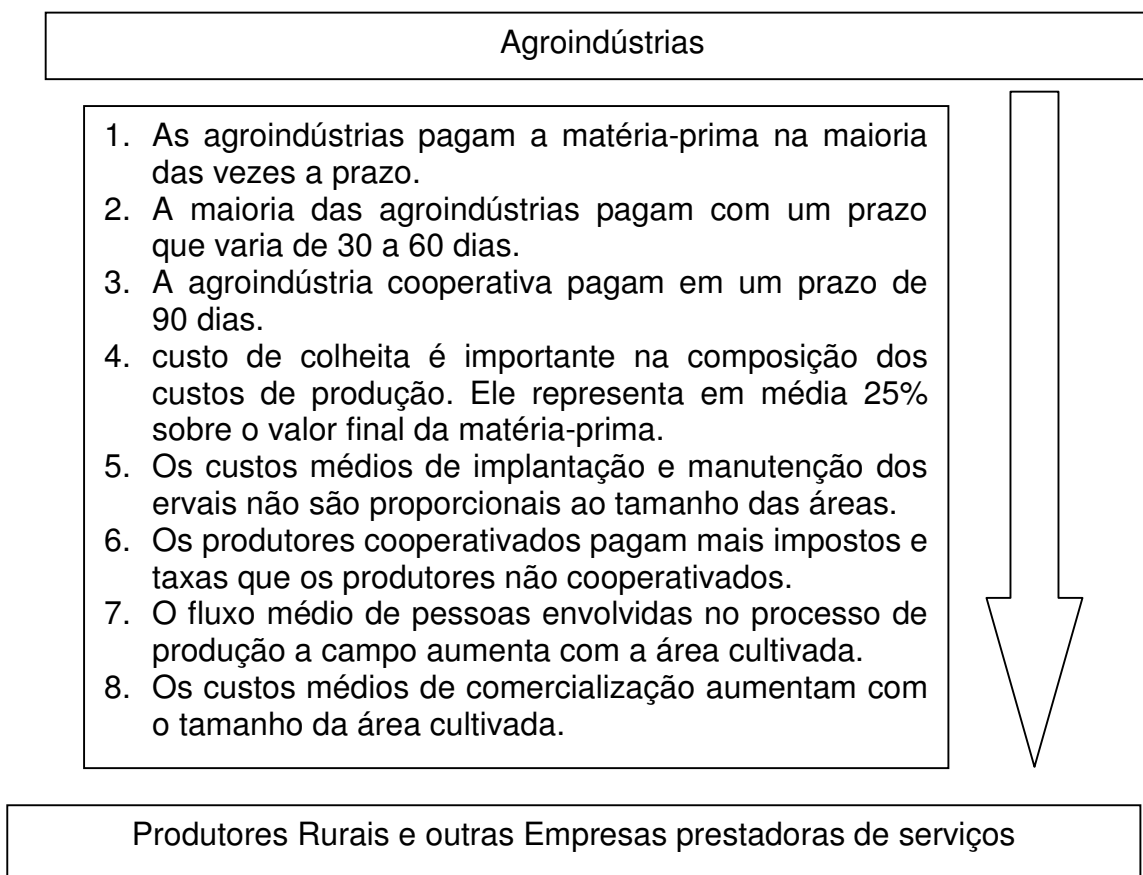 Agroindústrias
1. As agroindústrias pagam a matéria-prima na maioria
das vezes a prazo.
2. A maioria das agroindústrias pagam com um prazo
que varia de 30 a 60 dias.
3. A agroindústria cooperativa pagam em um prazo de
90 dias.
4. custo de colheita é importante na composição dos
custos de produção. Ele representa em média 25%
sobre o valor final da matéria-prima.
5. Os custos médios de implantação e manutenção dos
ervais não são proporcionais ao tamanho das áreas.
6. Os produtores cooperativados pagam mais impostos e
taxas que os produtores não cooperativados.
7. O fluxo médio de pessoas envolvidas no processo de
produção a campo aumenta com a área cultivada.
8. Os custos médios de comercialização aumentam com
o tamanho da área cultivada.
Produtores Rurais e outras Empresas prestadoras de serviços